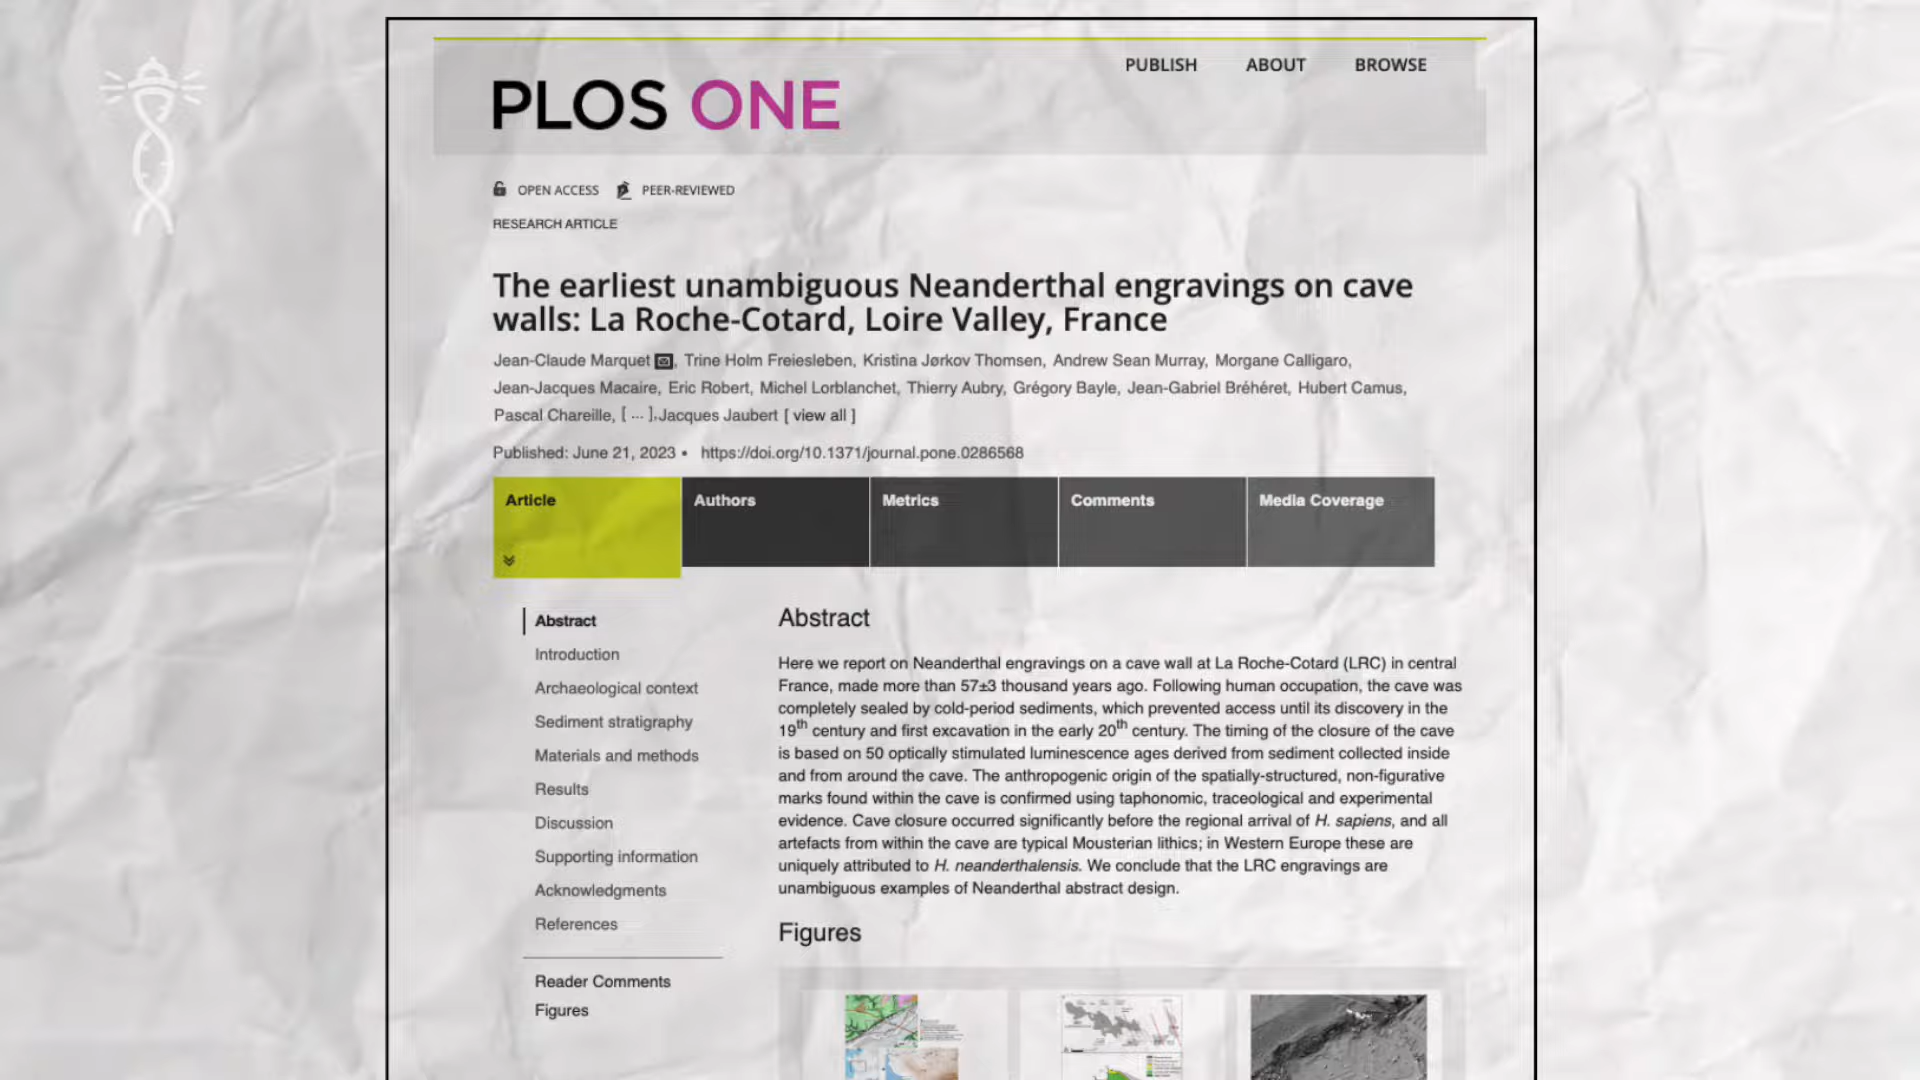 PUBLISH ABOUT BROWSE
PLOS ONE
OPEN ACCESS PEER-REVIEWED
RESEARCH ARTICLE
The earliest unambiguous Neanderthal engravings on cave
walls: La Roche-Cotard, Loire Valley, France
Jean-Claude Marquet, Trine Holm Freiesleben, Kristina Jørkov Thomsen, Andrew Sean Murray, Morgane Calligaro,
Jean-Jacques Macaire, Eric Robert, Michel Lorblanchet, Thierry Aubry, Grégory Bayle, Jean-Gabriel Bréhéret, Hubert Camus,
Pascal Chareille, [ ... ],Jacques Jaubert [ view all ]
Published: June 21, 2023 • https://doi.org/10.1371/journal.pone.0286568
Article Authors Metrics Comments Media Coverage
Abstract
Introduction
Archaeological context
Sediment stratigraphy
Materials and methods
Results
Discussion
Supporting information
Acknowledgments
References
Reader Comments
Figures
Abstract
Here we report on Neanderthal engravings on a cave wall at La Roche-Cotard (LRC) in central
France, made more than 57±3 thousand years ago. Following human occupation, the cave was
completely sealed by cold-period sediments, which prevented access until its discovery in the
19th century and first excavation in the early 20th century. The timing of the closure of the cave
is based on 50 optically stimulated luminescence ages derived from sediment collected inside
and from around the cave. The anthropogenic origin of the spatially-structured, non-figurative
marks found within the cave is confirmed using taphonomic, traceological and experimental
evidence. Cave closure occurred significantly before the regional arrival of H. sapiens, and all
artefacts from within the cave are typical Mousterian lithics; in Western Europe these are
uniquely attributed to H. neanderthalensis. We conclude that the LRC engravings are
unambiguous examples of Neanderthal abstract design.
Figures